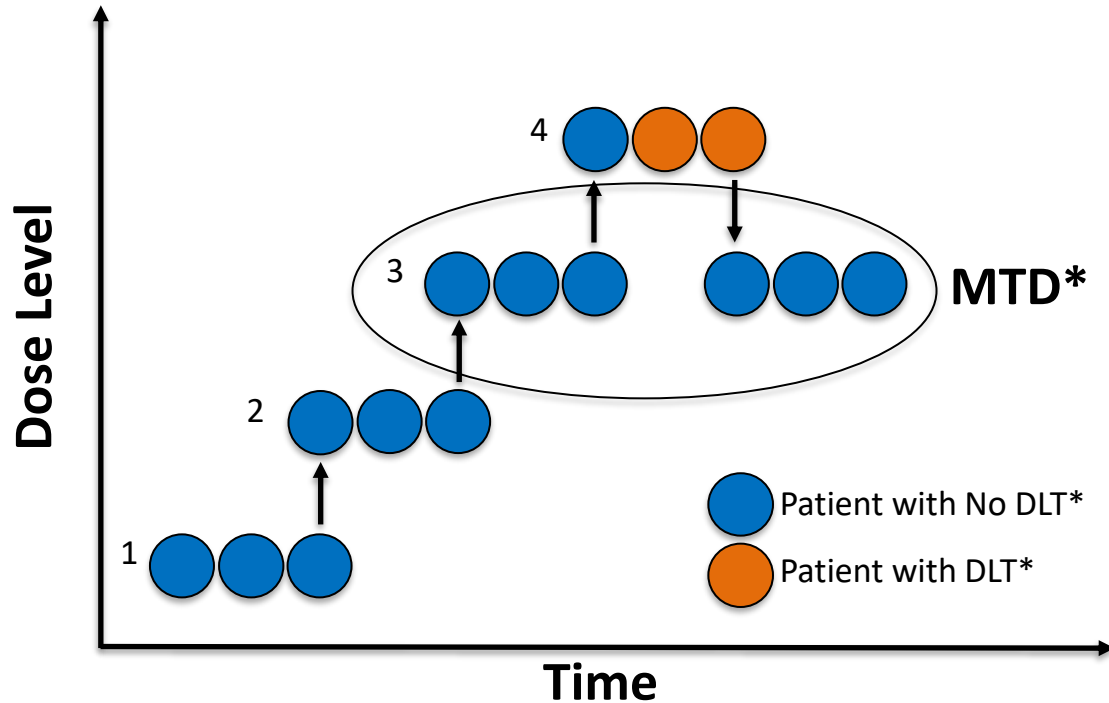 Dose Level
4
3
MTD*
2
1
Patient with No DLT*
Patient with DLT*
Time